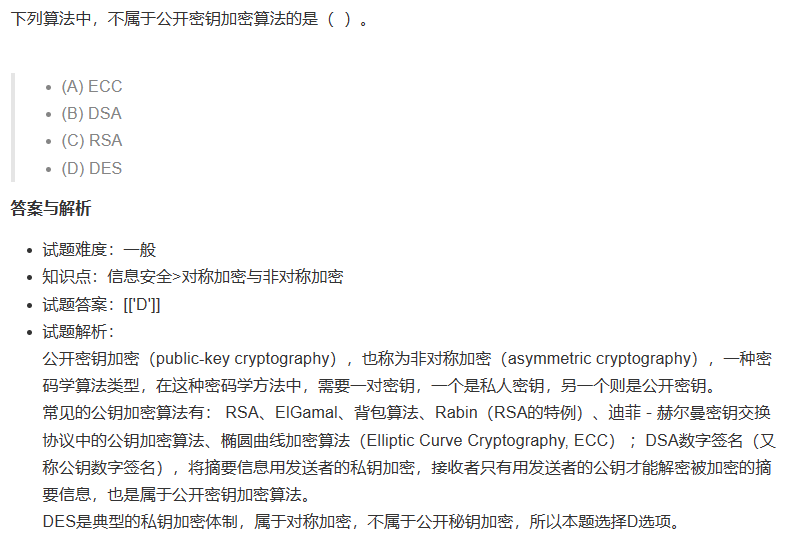 下列算法中，不属于公开密钥加密算法的是（ ）。
(A) ECC
(B) DSA
(C) RSA
(D) DES
答案与解析
试题难度：一般
知识点：信息安全>对称加密与非对称加密
试题答案：[['D']]
试题解析：
公开密钥加密（public-key cryptography），也称为非对称加密（asymmetric cryptography），一种密
码学算法类型，在这种密码学方法中，需要一对密钥，一个是私人密钥，另一个则是公开密钥。
常见的公钥加密算法有： RSA、ElGamal、背包算法、Rabin（RSA的特例）、迪菲－赫尔曼密钥交换
协议中的公钥加密算法、椭圆曲线加密算法（Elliptic Curve Cryptography, ECC）；DSA数字签名（又
称公钥数字签名），将摘要信息用发送者的私钥加密，接收者只有用发送者的公钥才能解密被加密的摘
要信息，也是属于公开密钥加密算法。
DES是典型的私钥加密体制，属于对称加密，不属于公开秘钥加密，所以本题选择D选项。